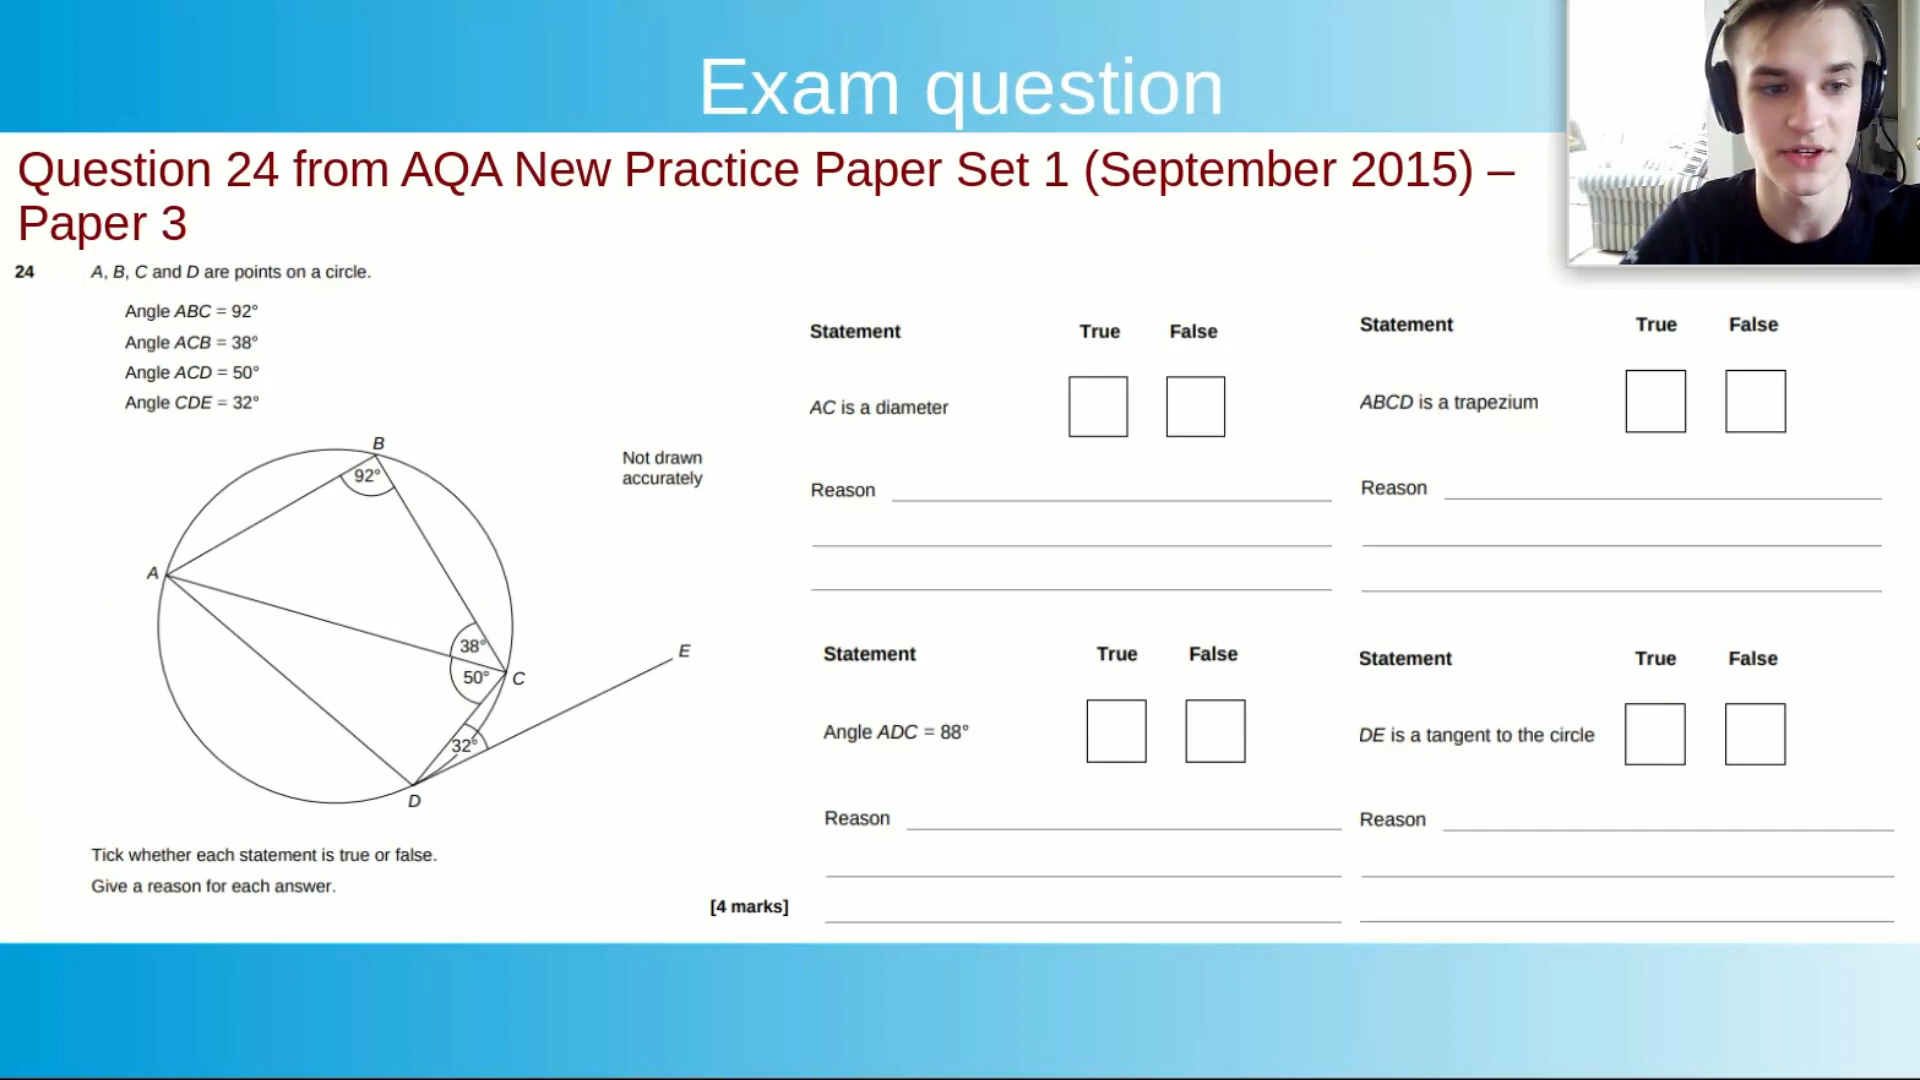 Exam question
Question 24 from AQA New Practice Paper Set 1 (September 2015) –
Paper 3
24 A, B, C and D are points on a circle.
Angle ABC = 92°
Angle ACB = 38°
Angle ACD = 50°
Angle CDE = 32°
Not drawn
accurately
B
92°
A
38°
50°
C
E
32°
D
Tick whether each statement is true or false.
Give a reason for each answer.
[4 marks]
Statement True False
AC is a diameter
Reason
Statement True False
ABCD is a trapezium
Reason
Statement True False
Angle ADC = 88°
Reason
Statement True False
DE is a tangent to the circle
Reason